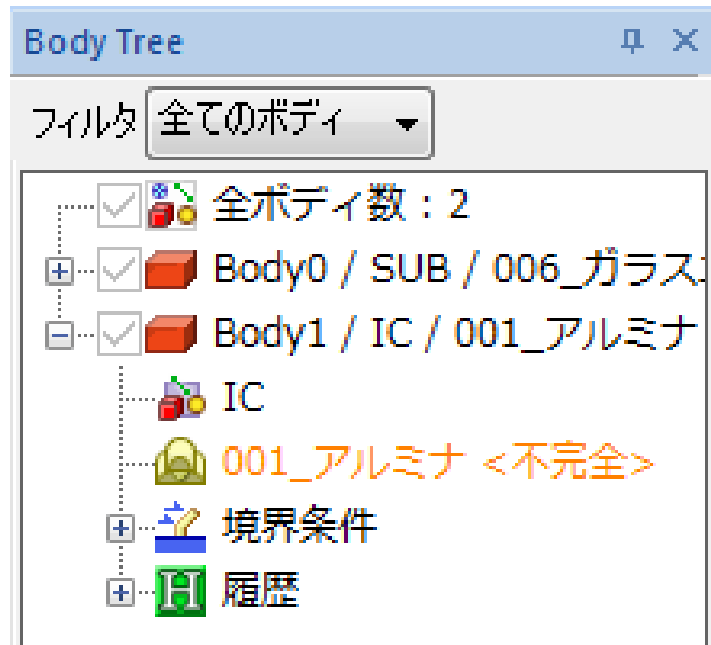 Body Tree
フィルタ 全てのボディ
全ボディ数：2
Body0 / SUB / 006_ガラス
Body1 / IC / 001_アルミナ
IC
001_アルミナ <不完全>
境界条件
履歴